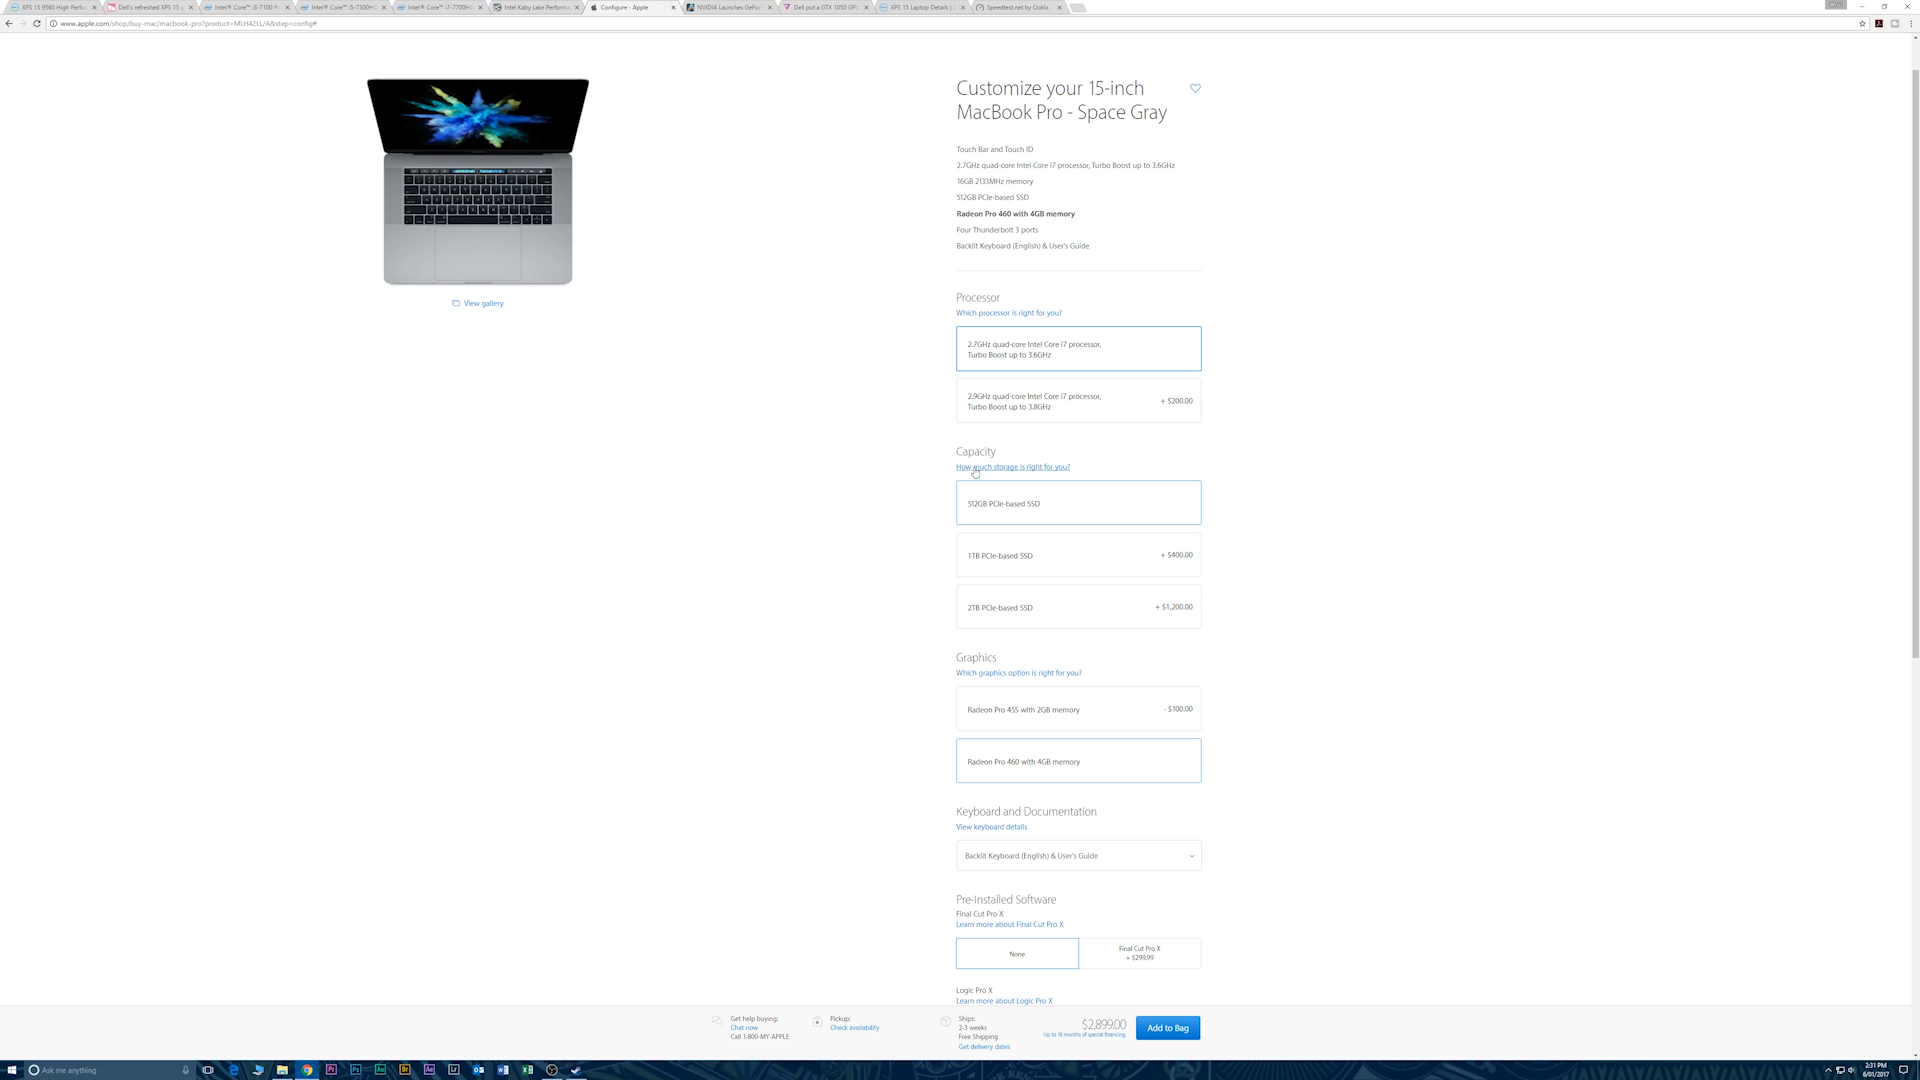 XPS 15 9560 High Perfo
Dell's refreshed XPS 15
Intel® Core™ i3-7100 P
Intel® Core™ i5-7300HQ
Intel® Core™ i7-7700HC
Intel Kaby Lake Perform
Configure - Apple
NVIDIA Launches GeFor
Dell put a GTX 1050 GPU
XPS 15 Laptop Details |
Speedtest.net by Ookla
www.apple.com/shop/buy-mac/macbook-pro?product=MLH42LL/A&step=config#
Customize your 15-inch
MacBook Pro - Space Gray
Touch Bar and Touch ID
2.7GHz quad-core Intel Core i7 processor, Turbo Boost up to 3.6GHz
16GB 2133MHz memory
512GB PCIe-based SSD
Radeon Pro 460 with 4GB memory
Four Thunderbolt 3 ports
Backlit Keyboard (English) & User's Guide
View gallery
Processor
Which processor is right for you?
2.7GHz quad-core Intel Core i7 processor,
Turbo Boost up to 3.6GHz
2.9GHz quad-core Intel Core i7 processor,
Turbo Boost up to 3.8GHz
+ $200.00
Capacity
How much storage is right for you?
512GB PCIe-based SSD
1TB PCIe-based SSD
+ $400.00
2TB PCIe-based SSD
+ $1,200.00
Graphics
Which graphics option is right for you?
Radeon Pro 455 with 2GB memory
- $100.00
Radeon Pro 460 with 4GB memory
Keyboard and Documentation
View keyboard details
Backlit Keyboard (English) & User's Guide
Pre-Installed Software
Final Cut Pro X
Learn more about Final Cut Pro X
None
Final Cut Pro X
+ $299.99
Logic Pro X
Learn more about Logic Pro X
Get help buying:
Chat now
Call 1-800-MY-APPLE
Pickup:
Check availability
Ships:
2-3 weeks
Free Shipping
Get delivery dates
$2,899.00
Up to 18 months of special financing
Add to Bag
Ask me anything
Pr
Ps
Au
Br
Ae
Lr
2:31 PM
6/01/2017